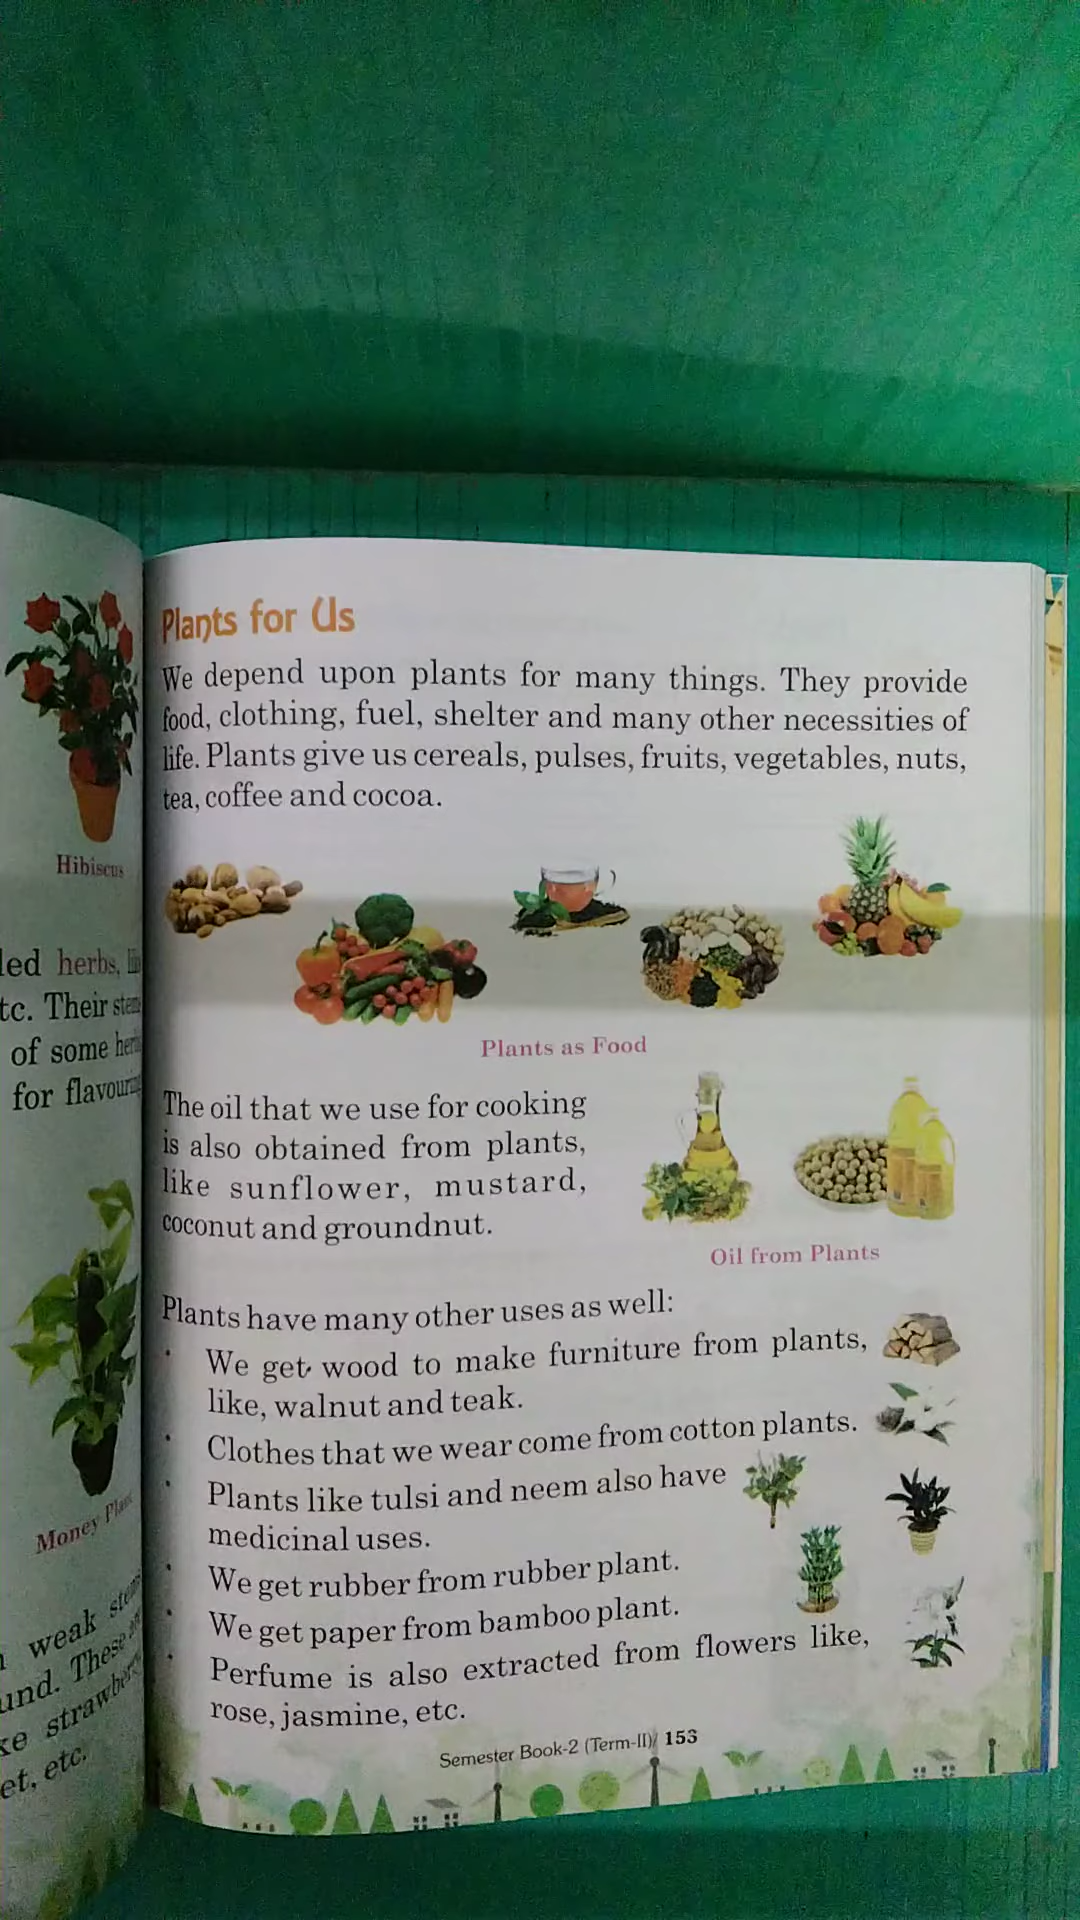 Hibiscus
led herbs,
tc. Their
of some
for
Money
weak
und. These
ke
et, etc.
Plants for Us
We depend upon plants for many things. They provide
food, clothing, fuel, shelter and many other necessities of
life. Plants give us cereals, pulses, fruits, vegetables, nuts,
tea, coffee and cocoa.
Plants as Food
The oil that we use for cooking
is also obtained from plants,
like sunflower, mustard,
coconut and groundnut.
Oil from Plants
Plants have many other uses as well:
• We get wood to make furniture from plants,
like, walnut and teak.
• Clothes that we wear come from cotton plants.
• Plants like tulsi and neem also have
medicinal uses.
• We get rubber from rubber plant.
• We get paper from bamboo plant.
• Perfume is also extracted from flowers like,
rose, jasmine, etc.
Semester Book-2 (Term-II)/ 153